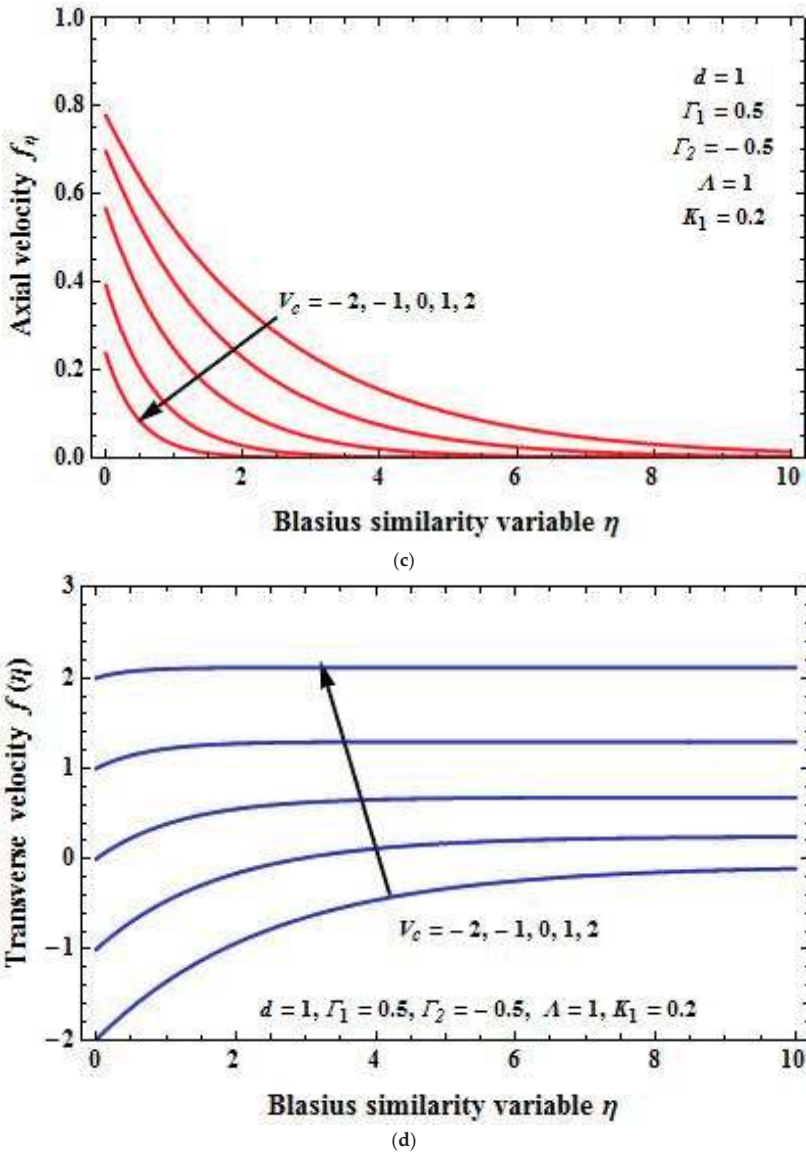 1.0
0.8
0.6
0.4
0.2
0.0
Axial velocity f_η
d = 1
Γ₁ = 0.5
Γ₂ = − 0.5
Λ = 1
K₁ = 0.2
V_c = − 2, − 1, 0, 1, 2
0 2 4 6 8 10
Blasius similarity variable η
(c)
3
2
1
0
−1
−2
Transverse velocity f (η)
V_c = − 2, − 1, 0, 1, 2
d = 1, Γ₁ = 0.5, Γ₂ = − 0.5, Λ = 1, K₁ = 0.2
0 2 4 6 8 10
Blasius similarity variable η
(d)